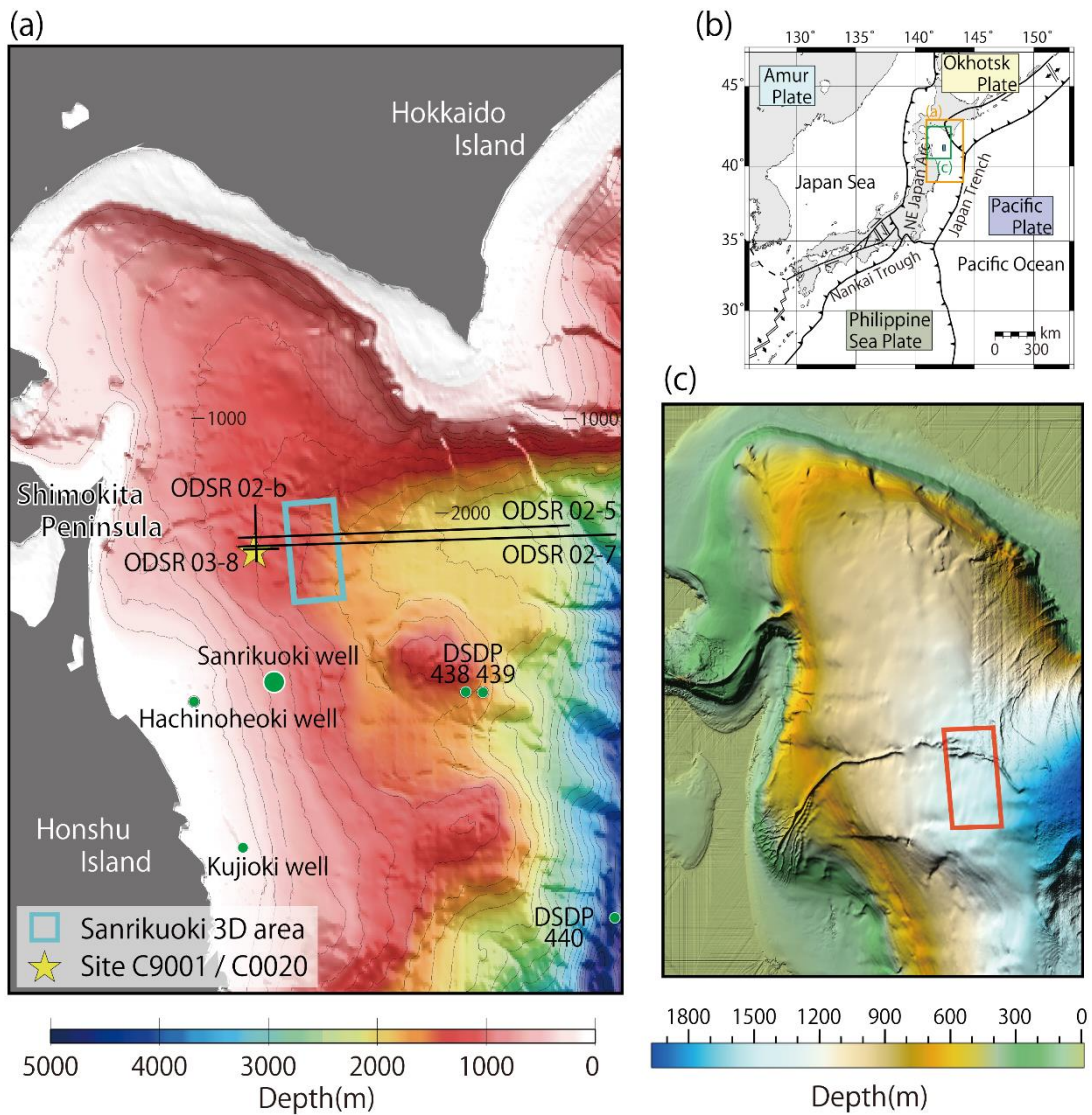 (a)
Hokkaido
Island
1000
1000
Shimokita
Peninsula
ODSR 02-b
2000
ODSR 02-5
ODSR 03-8
ODSR 02-7
Sanrikuoki well
DSDP
438 439
Hachinoheoki well
Honshu
Island
Kujioki well
DSDP
440
Sanrikuoki 3D area
Site C9001 / C0020
5000 4000 3000 2000 1000 0
Depth(m)
(b)
130° 135° 140° 145° 150°
45°
40°
35°
30°
Amur
Plate
Okhotsk
Plate
(a)
(c)
Japan Sea
NE Japan Arc
Japan Trench
Pacific
Plate
Pacific Ocean
Nankai Trough
Philippine
Sea Plate
km
0 300
(c)
1800 1500 1200 900 600 300 0
Depth(m)